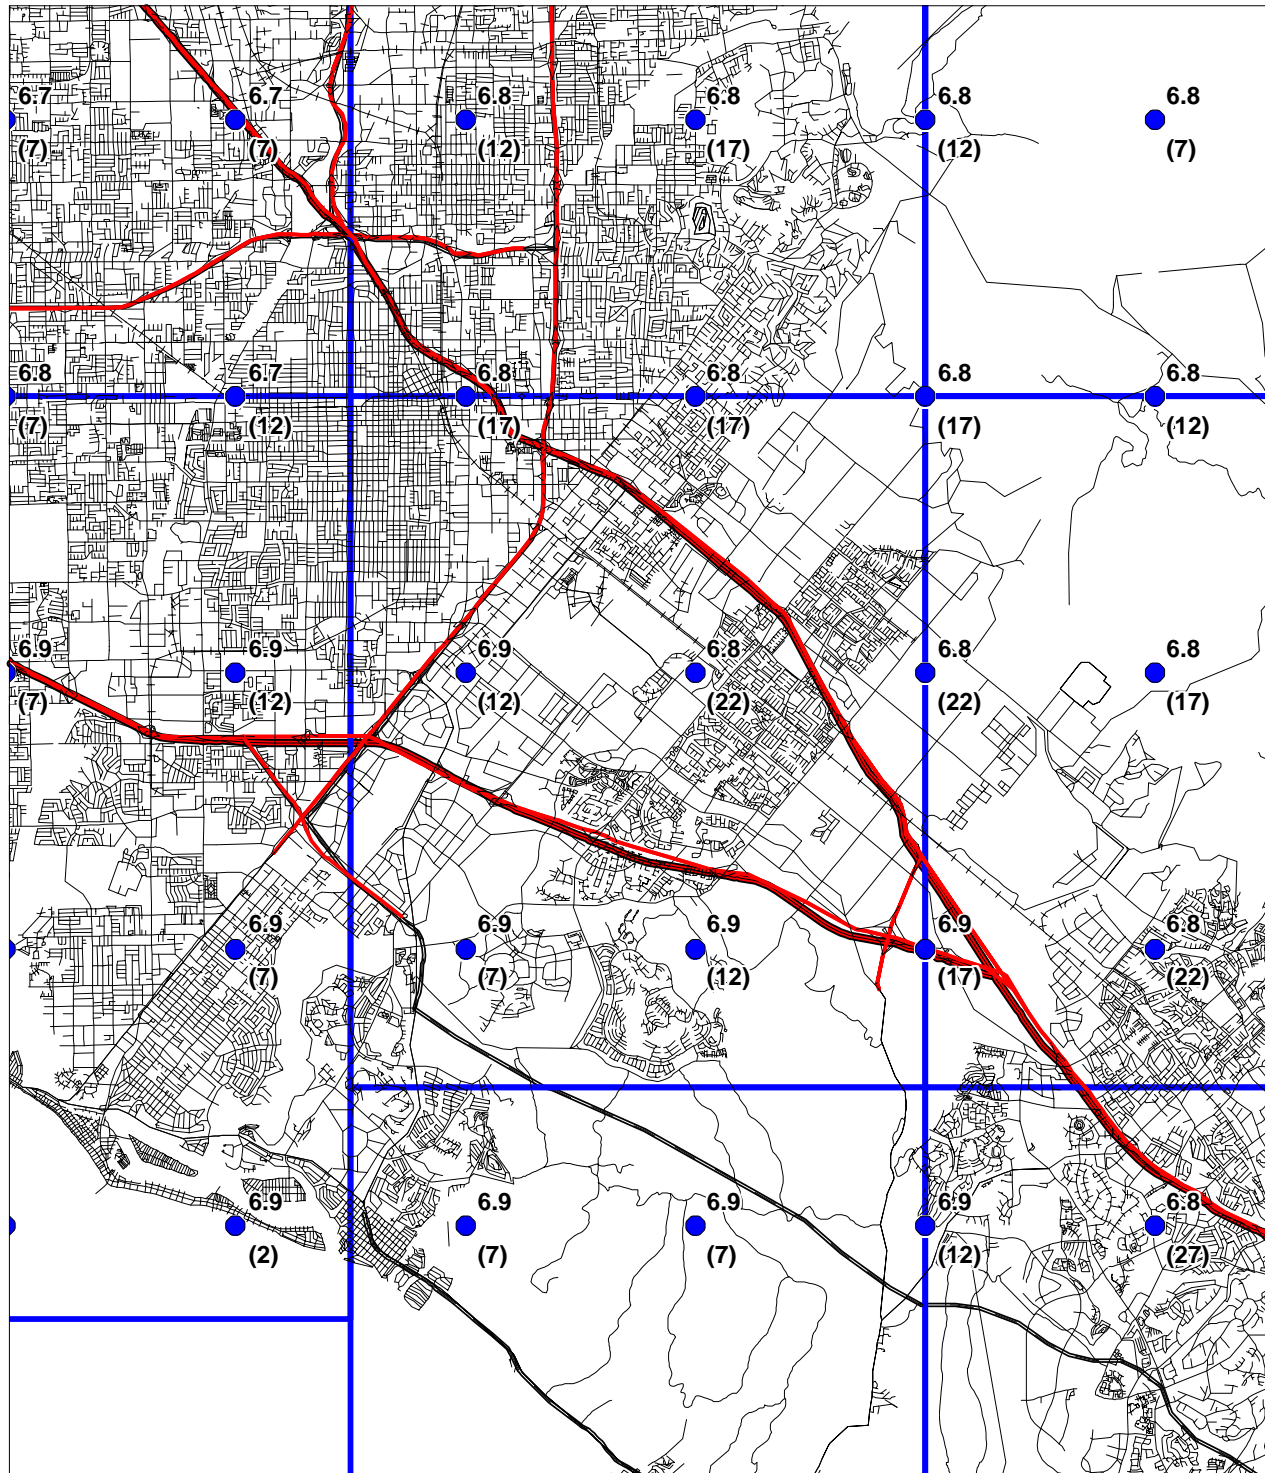 6.7 6.7 6.8 6.8 6.8 6.8
(7) (7) (12) (17) (12) (7)
6.8 6.7 6.8 6.8 6.8 6.8
(7) (12) (17) (17) (17) (12)
6.9 6.9 6.9 6.8 6.8 6.8
(7) (12) (12) (22) (22) (17)
6.9 6.9 6.9 6.9 6.8
(7) (7) (12) (17) (22)
6.9 6.9 6.9 6.9 6.8
(2) (7) (7) (12) (27)